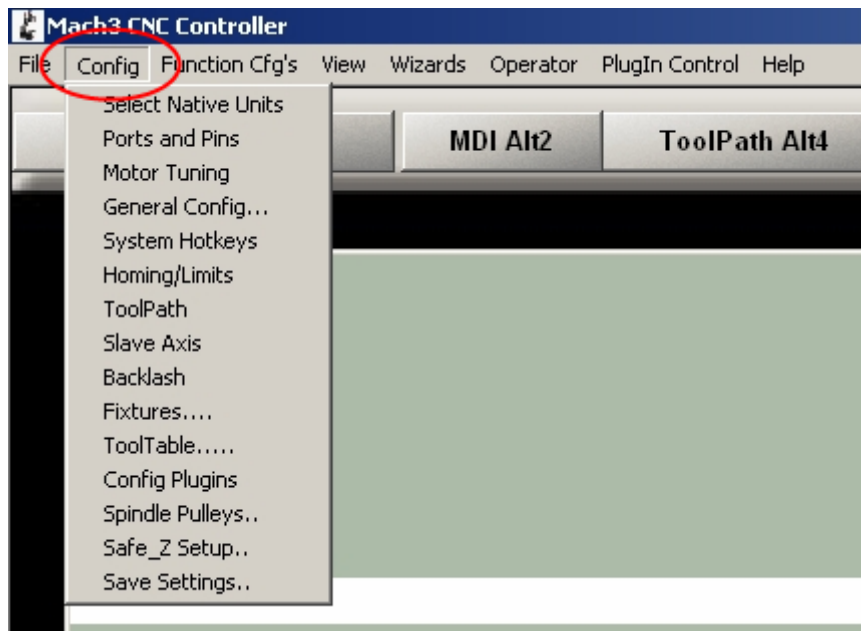 Mach3 CNC Controller
File Config Function Cfg's View Wizards Operator PlugIn Control Help
Select Native Units
Ports and Pins
MDI Alt2 ToolPath Alt4
Motor Tuning
General Config...
System Hotkeys
Homing/Limits
ToolPath
Slave Axis
Backlash
Fixtures....
ToolTable.....
Config Plugins
Spindle Pulleys..
Safe_Z Setup..
Save Settings..